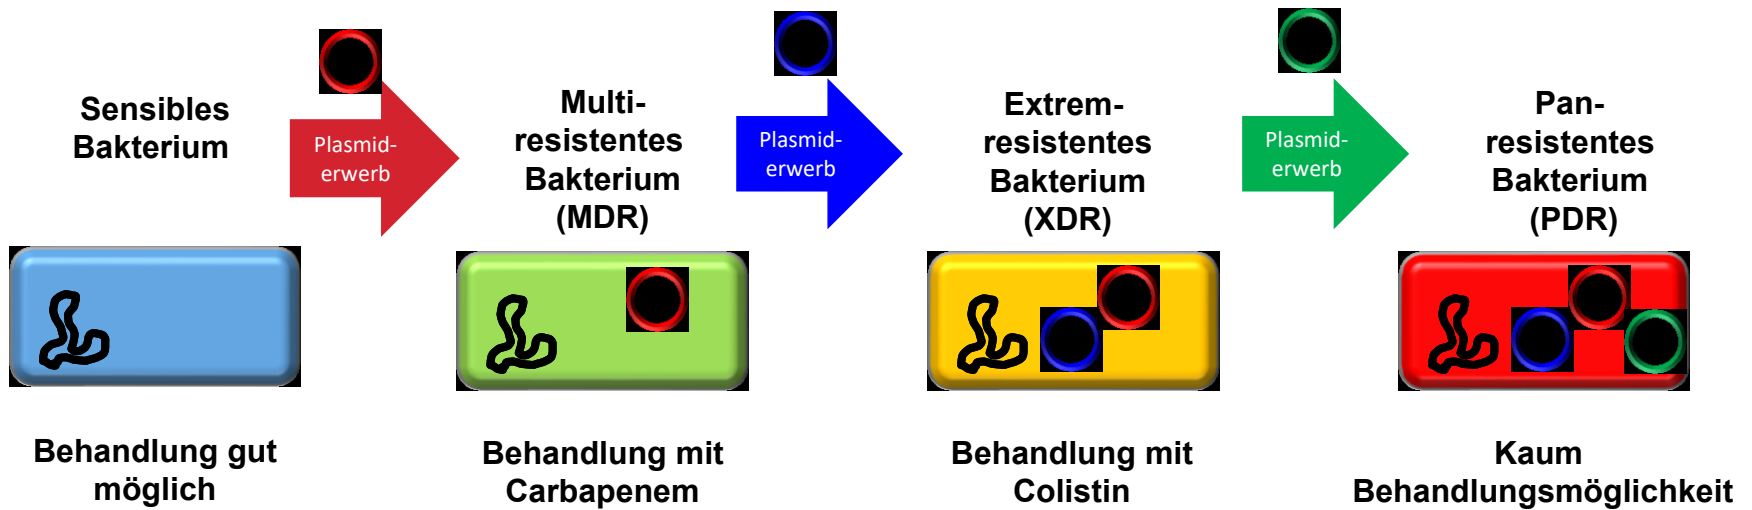 Sensibles
Bakterium
Plasmid-
erwerb
Multi-
resistentes
Bakterium
(MDR)
Plasmid-
erwerb
Extrem-
resistentes
Bakterium
(XDR)
Plasmid-
erwerb
Pan-
resistentes
Bakterium
(PDR)
Behandlung gut
möglich
Behandlung mit
Carbapenem
Behandlung mit
Colistin
Kaum
Behandlungsmöglichkeit